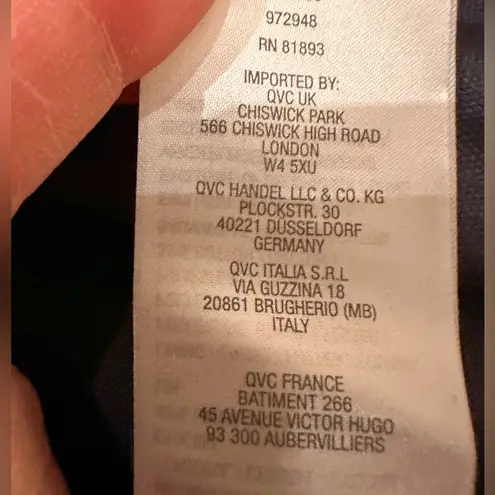 972948
RN 81893
IMPORTED BY:
QVC UK
CHISWICK PARK
566 CHISWICK HIGH ROAD
LONDON
W4 5XU
QVC HANDEL LLC & CO. KG
PLOCKSTR. 30
40221 DÜSSELDORF
GERMANY
QVC ITALIA S.R.L
VIA GUZZINA 18
20861 BRUGHERIO (MB)
ITALY
QVC FRANCE
BATIMENT 266
45 AVENUE VICTOR HUGO
93 300 AUBERVILLIERS